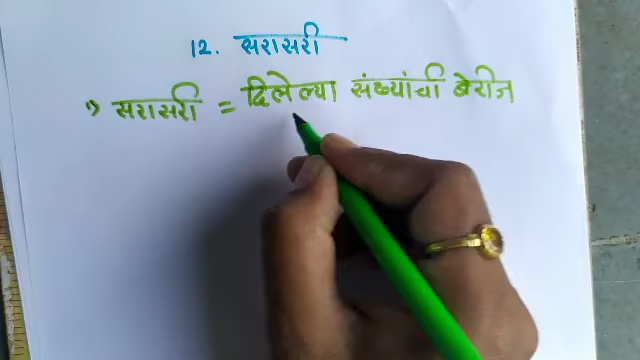 12. सरासरी
१) सरासरी = दिलेल्या संख्यांची बेरीज